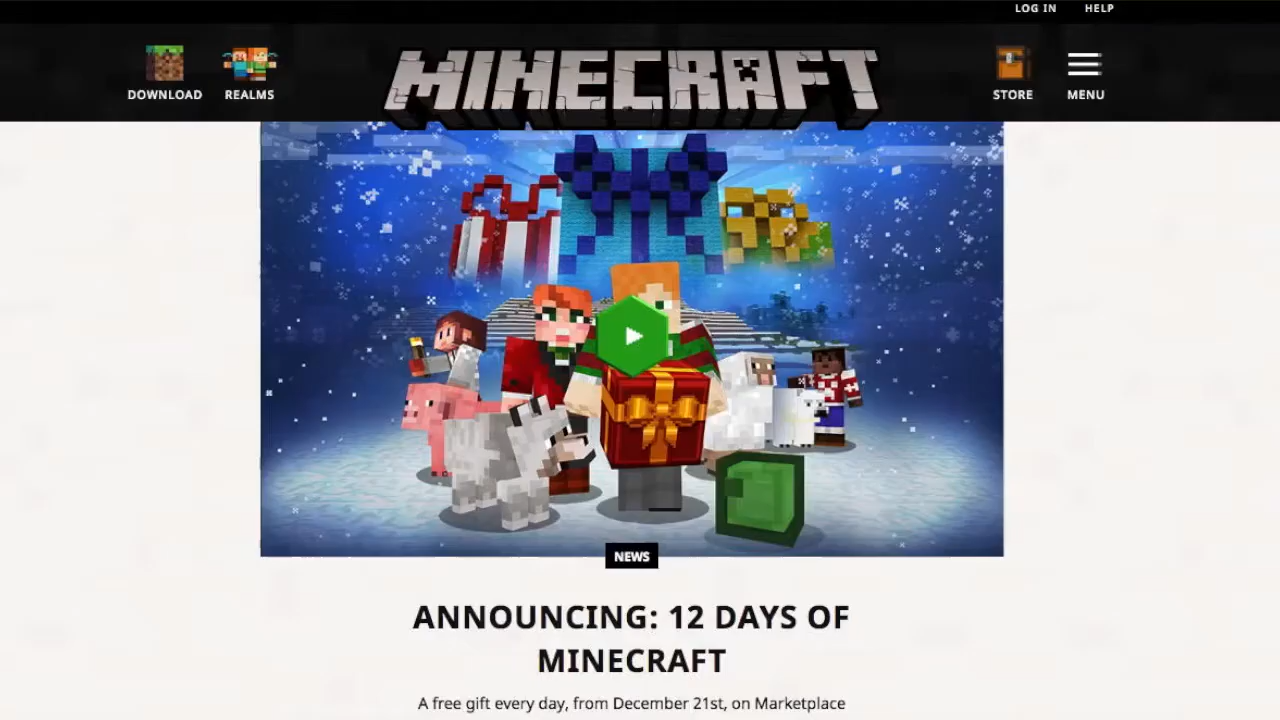 LOG IN HELP
DOWNLOAD REALMS MINECRAFT STORE MENU
NEWS
ANNOUNCING: 12 DAYS OF
MINECRAFT
A free gift every day, from December 21st, on Marketplace